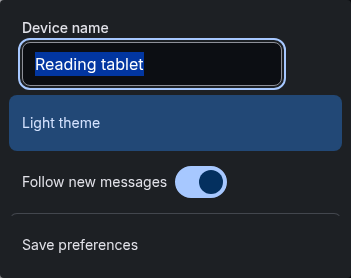 Device name
Reading tablet
Light theme
Follow new messages
Save preferences